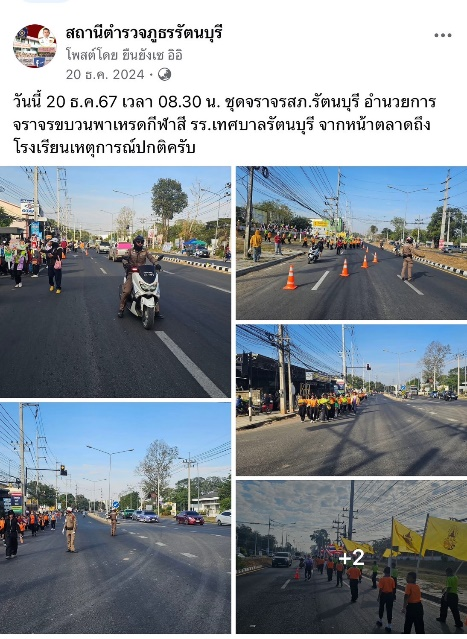 สถานีตำรวจภูธรรัตนบุรี
โพสต์โดย ยืนยังเซ อิอิ
20 ธ.ค. 2024 ·
วันนี้ 20 ธ.ค.67 เวลา 08.30 น. ชุดจราจรสภ.รัตนบุรี อำนวยการ
จราจรขบวนพาเหรดกีฬาสี รร.เทศบาลรัตนบุรี จากหน้าตลาดถึง
โรงเรียนเหตุการณ์ปกติครับ
+2